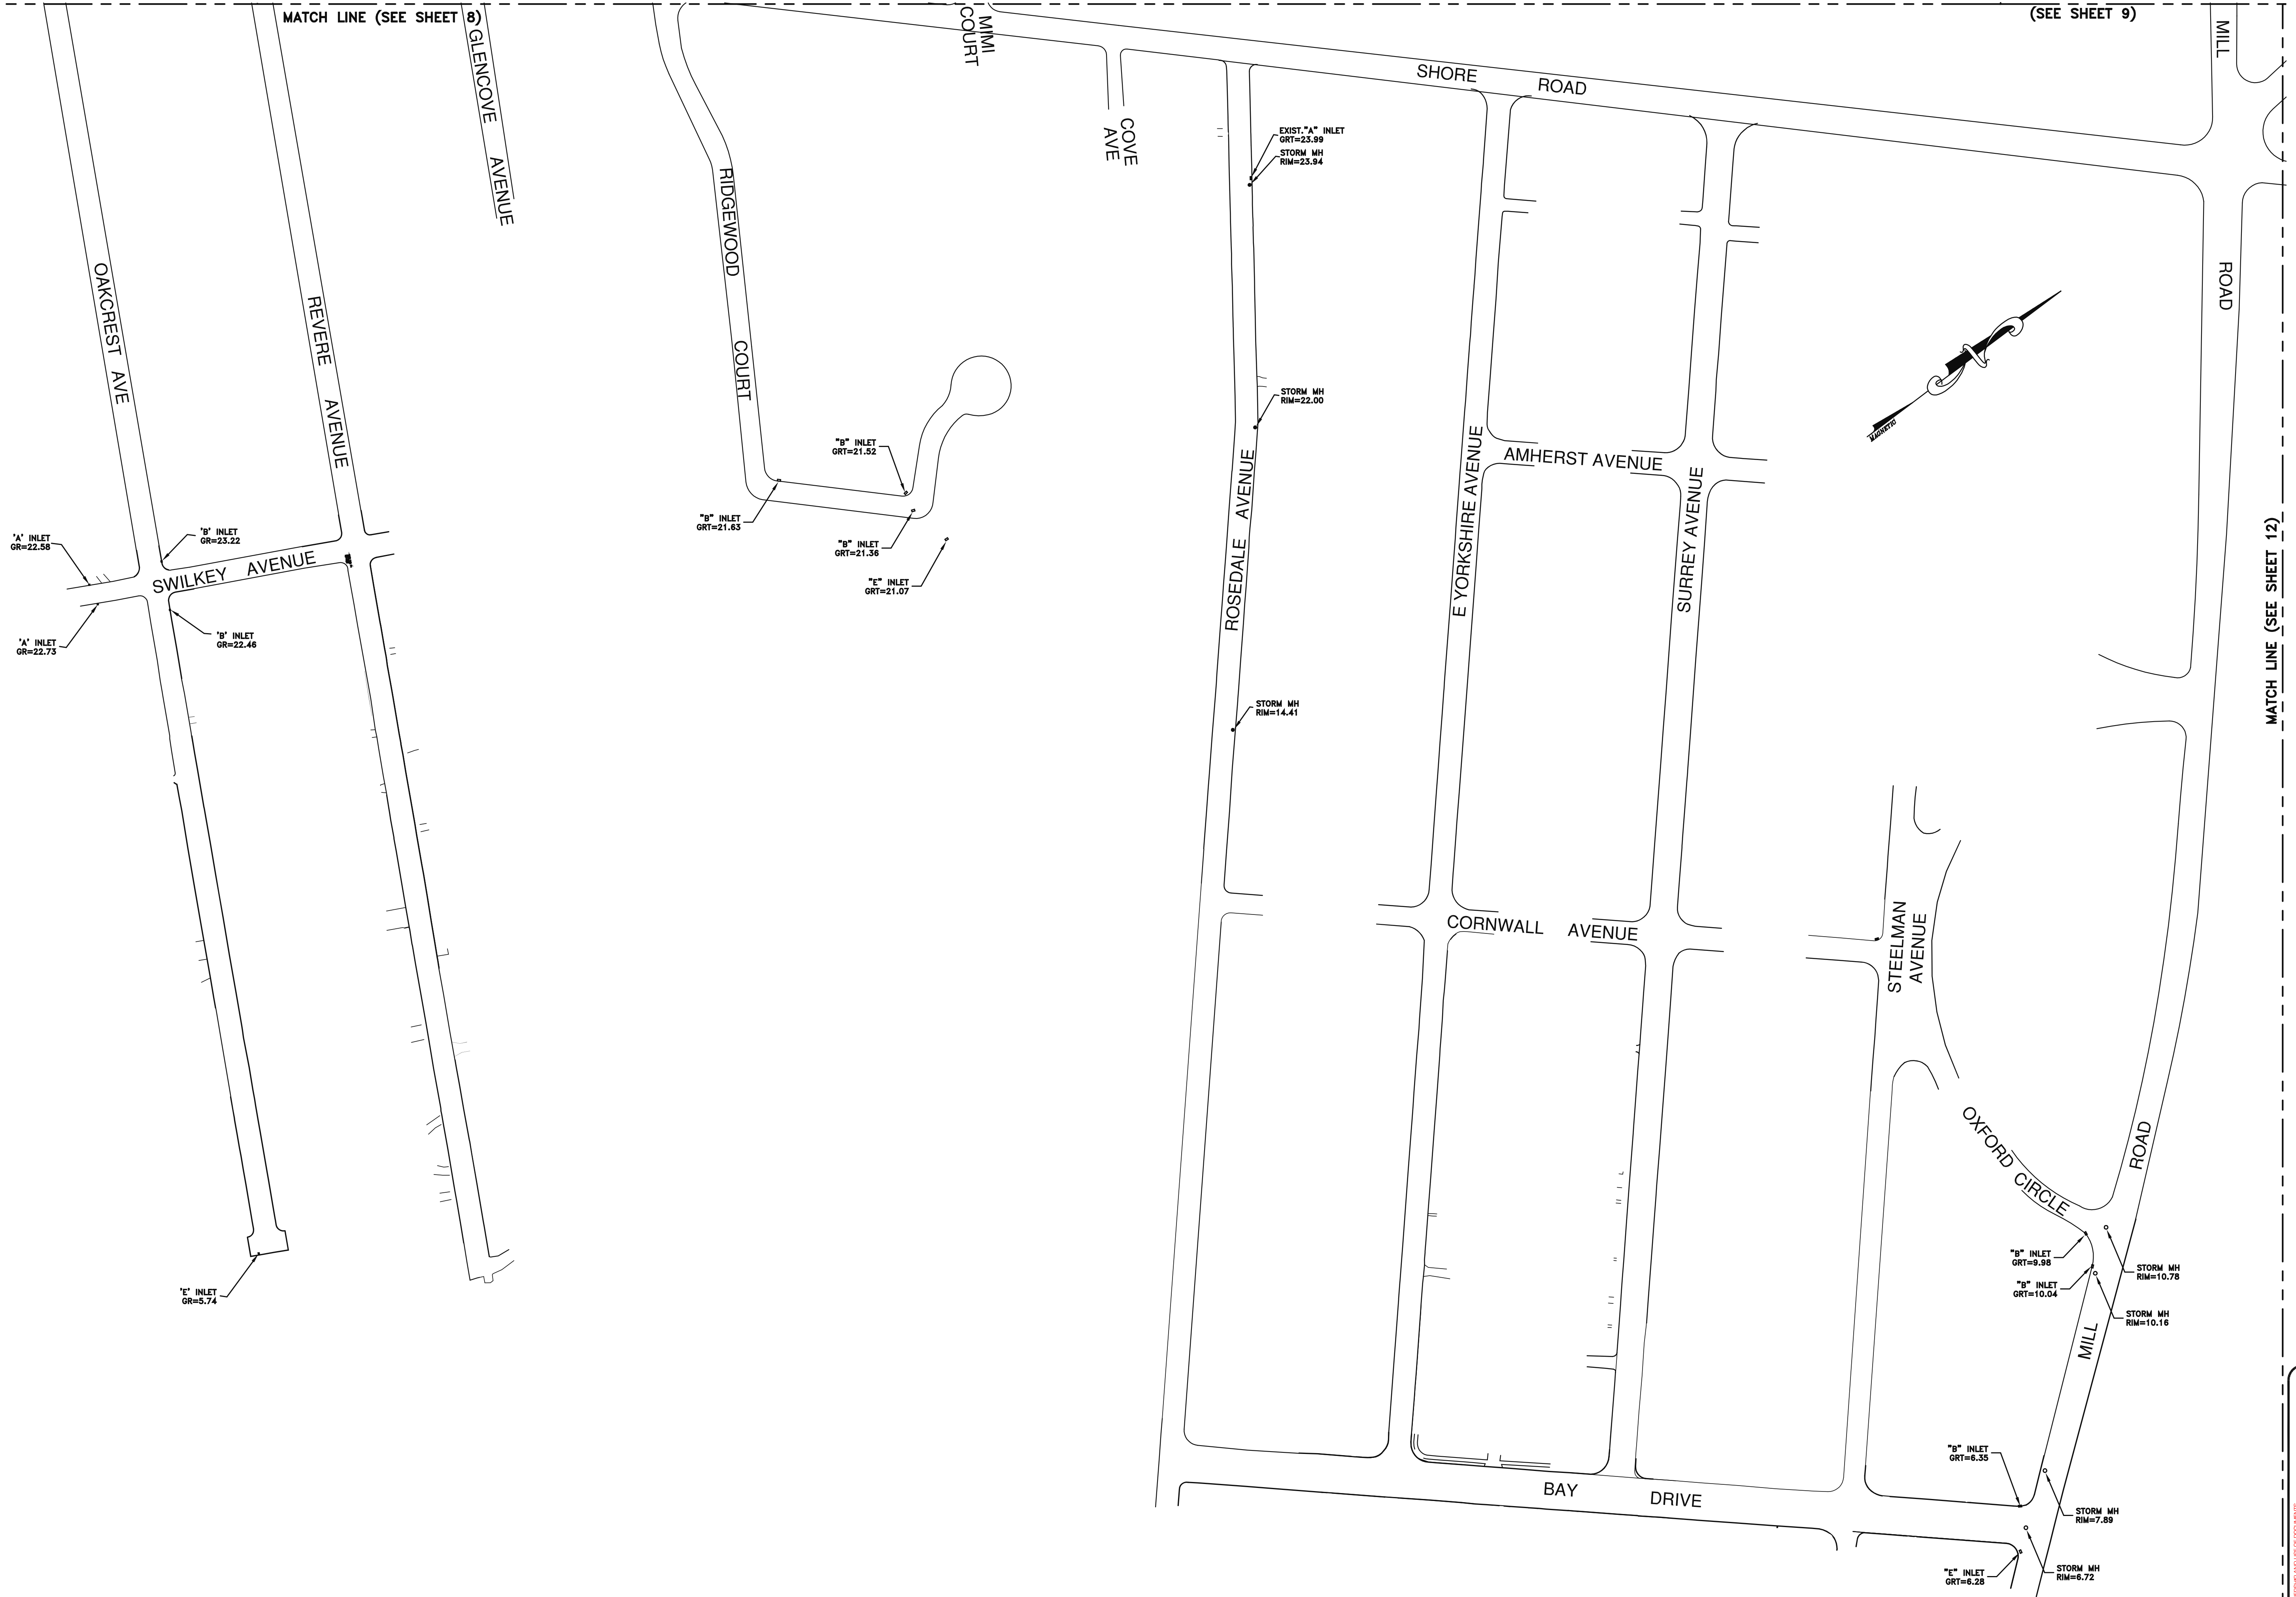 MATCH LINE (SEE SHEET 8)
(SEE SHEET 9)
GLENCOVE AVENUE
MIMI
COURT
MILL
SHORE ROAD
COVE
AVE
EXIST."A" INLET
GRT=23.99
STORM MH
RIM=23.94
RIDGEWOOD COURT
OAKCREST AVE
REVERE AVENUE
ROAD
MAGNETIC
STORM MH
RIM=22.00
"B" INLET
GRT=21.52
"B" INLET
GRT=21.63
"B" INLET
GRT=21.36
"E" INLET
GRT=21.07
ROSEDALE AVENUE
E YORKSHIRE AVENUE
AMHERST AVENUE
SURREY AVENUE
MATCH LINE (SEE SHEET 12)
'A' INLET
GR=22.58
'B' INLET
GR=23.22
SWILKEY AVENUE
'A' INLET
GR=22.73
'B' INLET
GR=22.46
STORM MH
RIM=14.41
CORNWALL AVENUE
STEELMAN
AVENUE
OXFORD CIRCLE
ROAD
"B" INLET
GRT=9.98
STORM MH
RIM=10.78
"B" INLET
GRT=10.04
STORM MH
RIM=10.16
MILL
'E' INLET
GR=5.74
"B" INLET
GRT=6.35
BAY DRIVE
STORM MH
RIM=7.89
"E" INLET
GRT=6.28
STORM MH
RIM=6.72